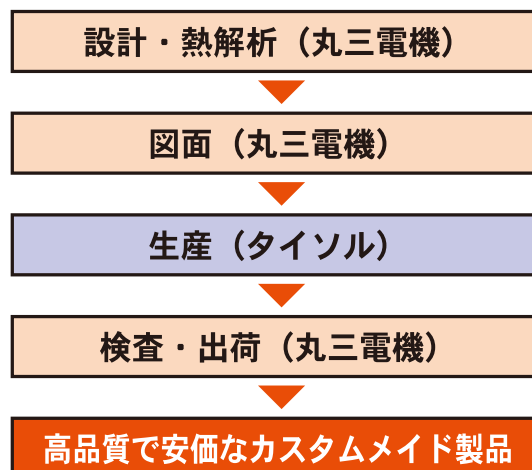 設計・熱解析（丸三電機）
図面（丸三電機）
生産（タイソル）
検査・出荷（丸三電機）
高品質で安価なカスタムメイド製品